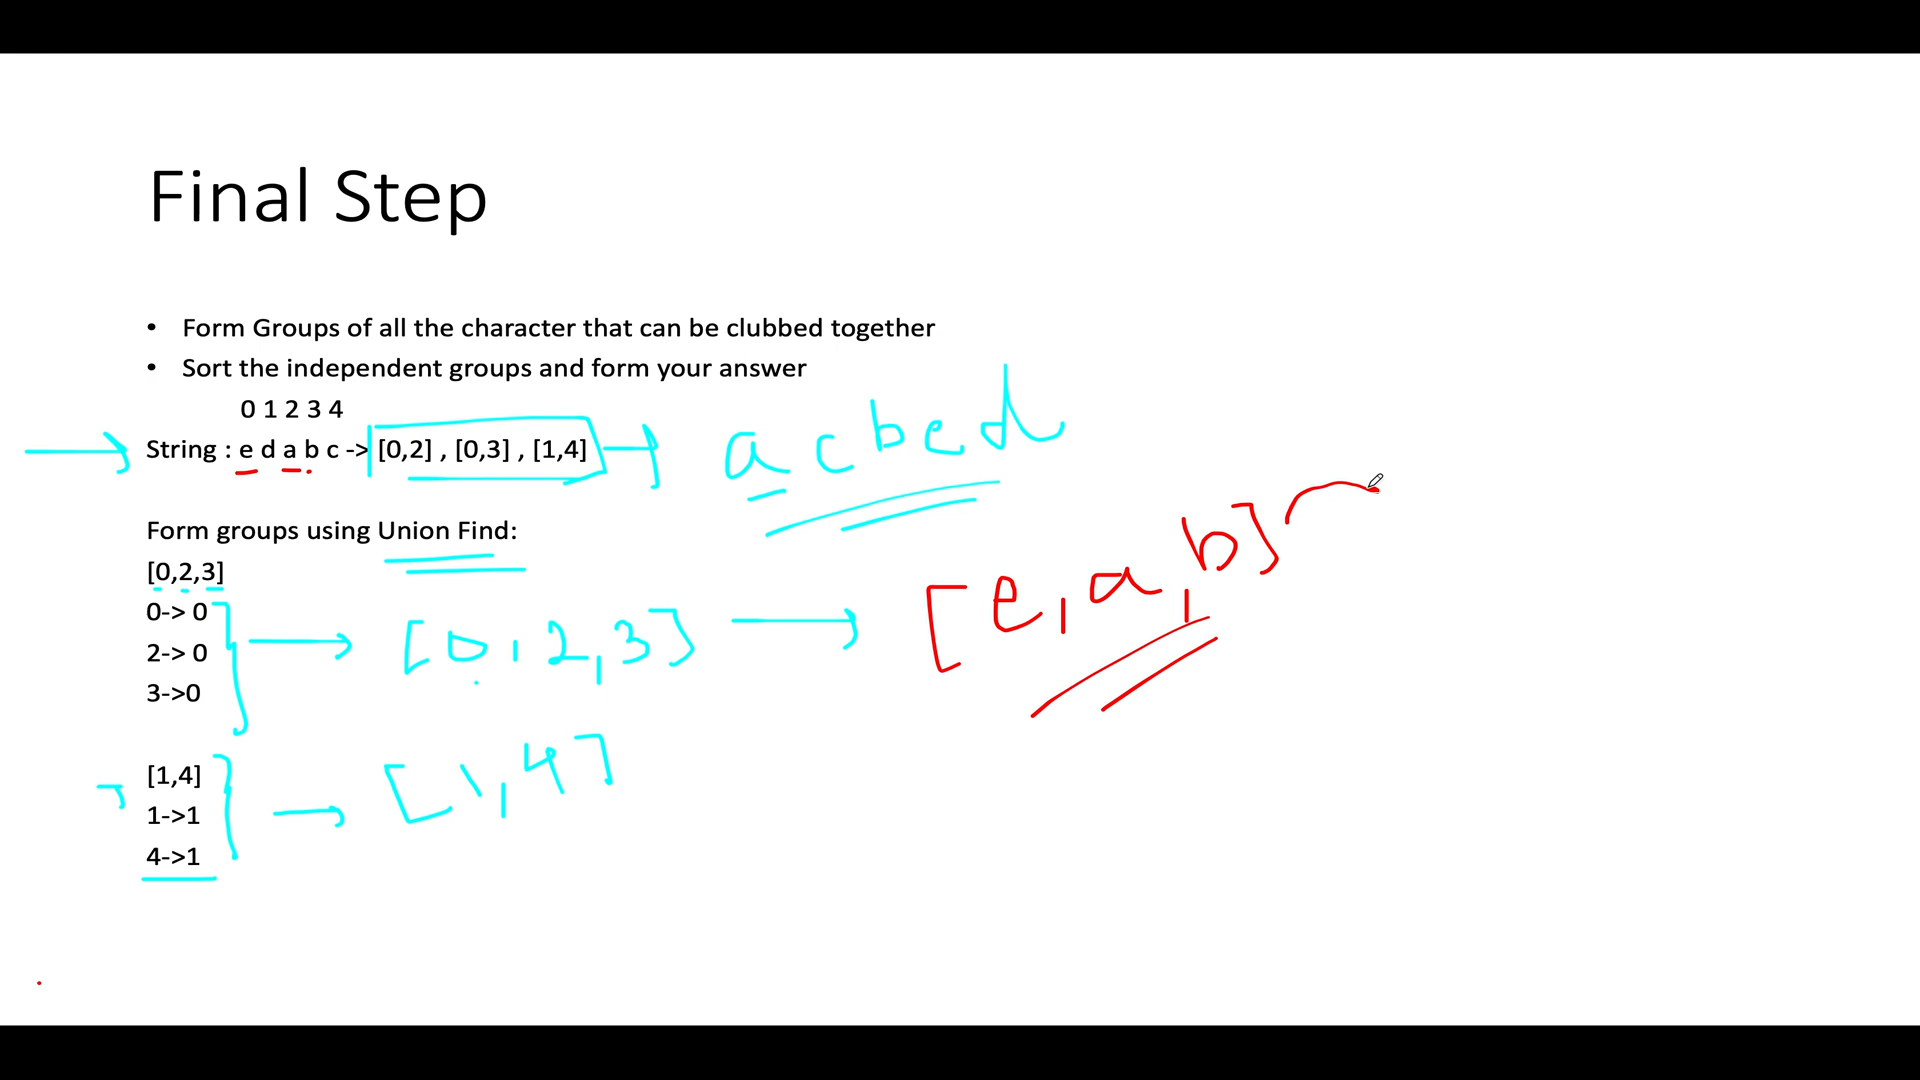 Final Step
• Form Groups of all the character that can be clubbed together
• Sort the independent groups and form your answer
0 1 2 3 4
String : e d a b c -> [0,2] , [0,3] , [1,4] a c b e d
Form groups using Union Find:
[0,2,3]
0-> 0
2-> 0 [0,2,3] [e,a,b]
3->0
[1,4]
1->1 [1,4]
4->1